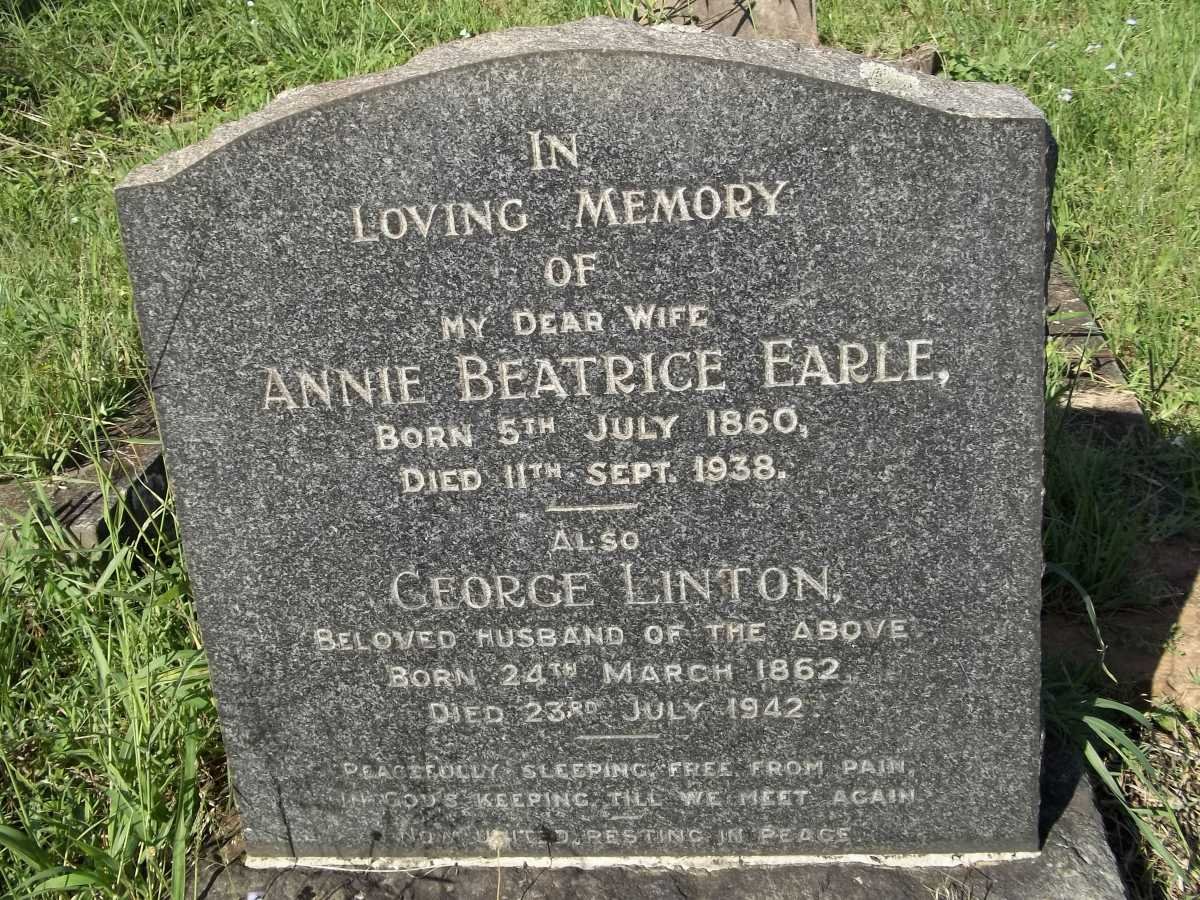 IN
LOVING MEMORY
OF
MY DEAR WIFE
ANNIE BEATRICE EARLE,
BORN 5TH JULY 1860,
DIED 11TH SEPT. 1938.
ALSO
GEORGE LINTON,
BELOVED HUSBAND OF THE ABOVE
BORN 24TH MARCH 1862,
DIED 23RD JULY 1942.
PEACEFULLY SLEEPING, FREE FROM PAIN,
IN GOD'S KEEPING, TILL WE MEET AGAIN
NOW UNITED, RESTING IN PEACE